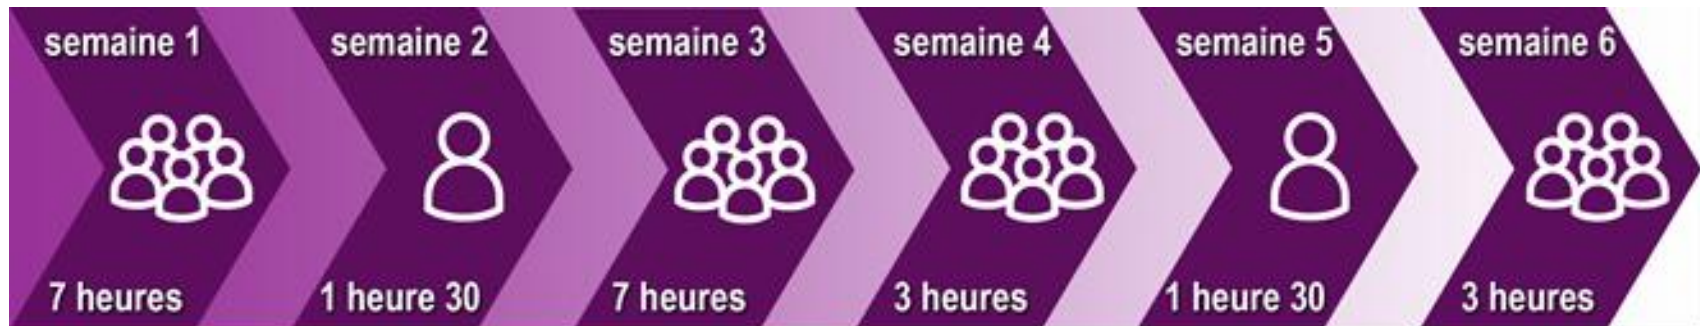 semaine 1
semaine 2
semaine 3
semaine 4
semaine 5
semaine 6
7 heures
1 heure 30
7 heures
3 heures
1 heure 30
3 heures